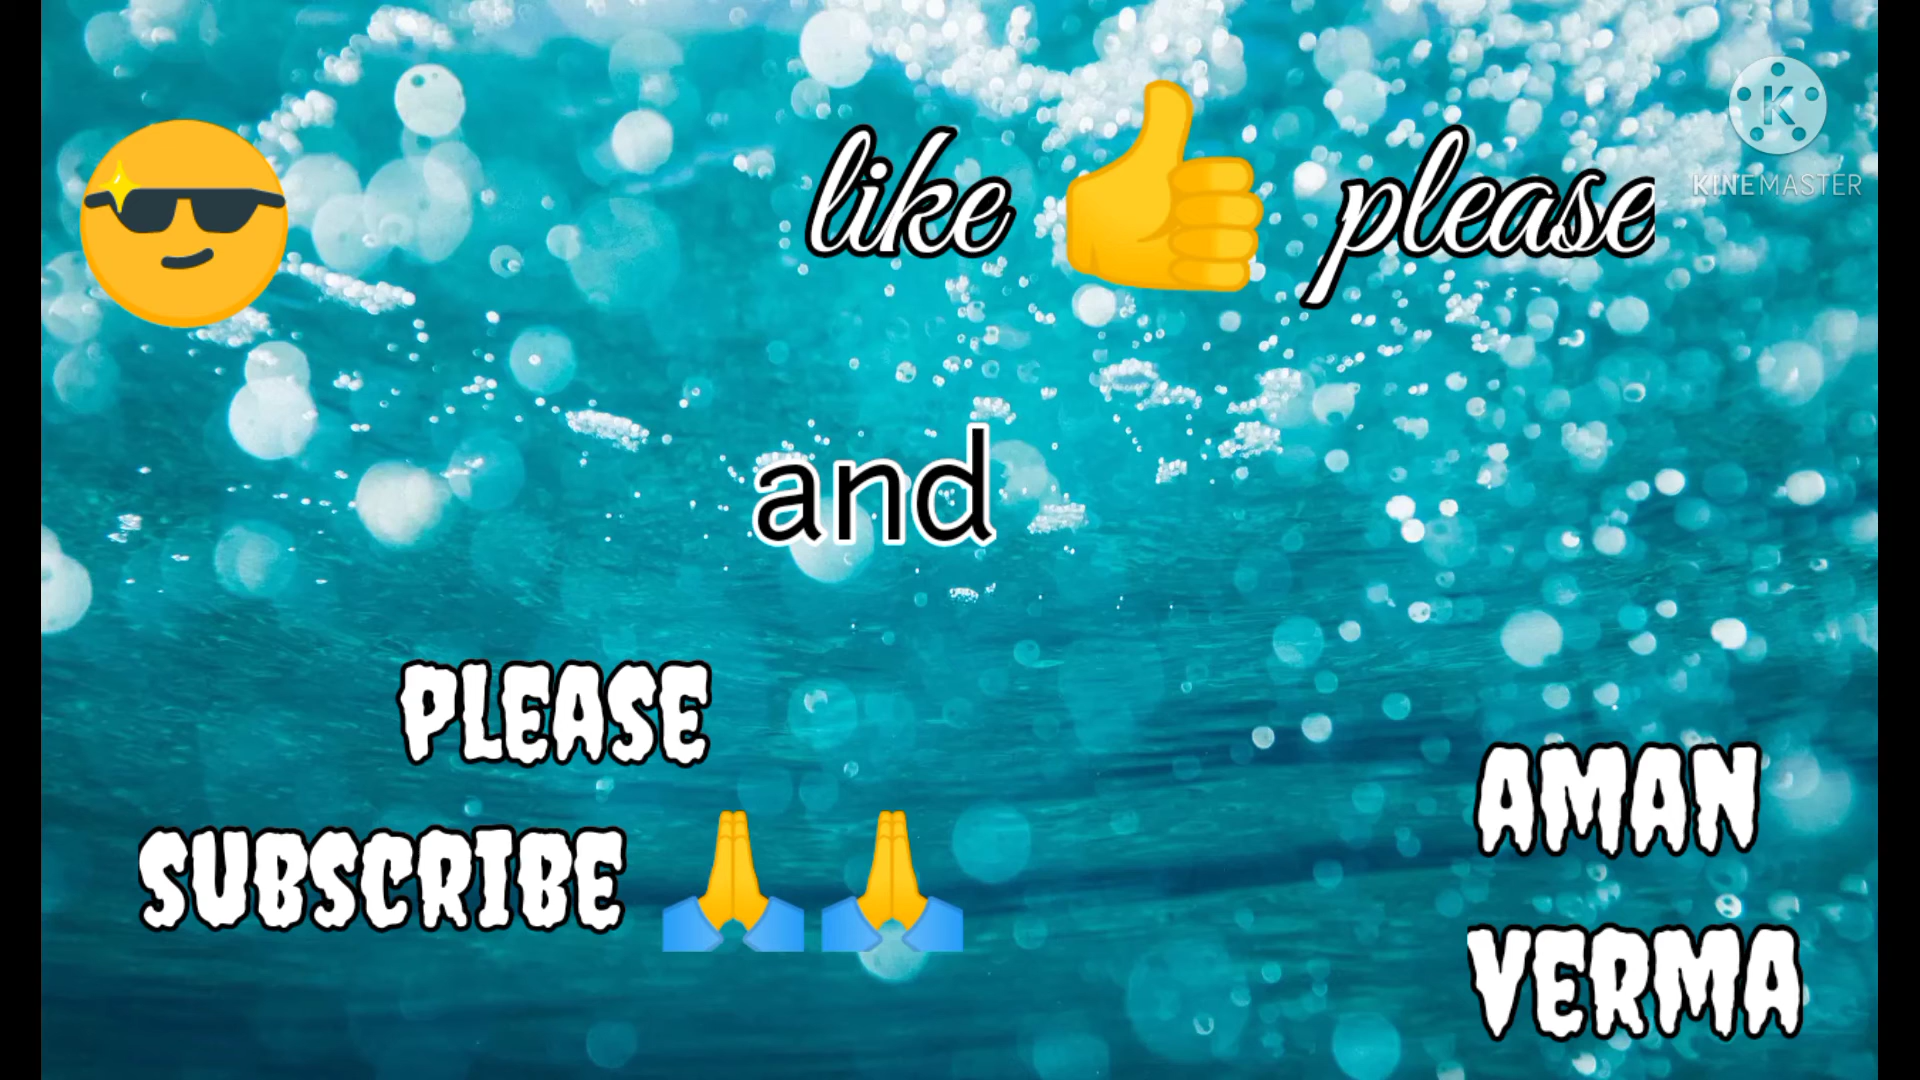 like 👍 please
K
KINEMASTER
and
PLEASE
SUBSCRIBE 🙏🙏
AMAN
VERMA